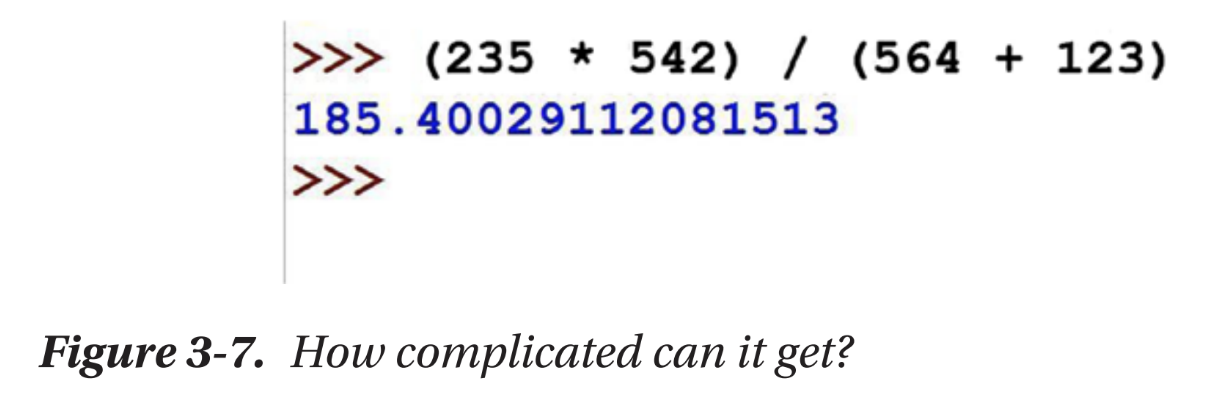 >>> (235 * 542) / (564 + 123)
185.40029112081513
>>>
Figure 3-7. How complicated can it get?